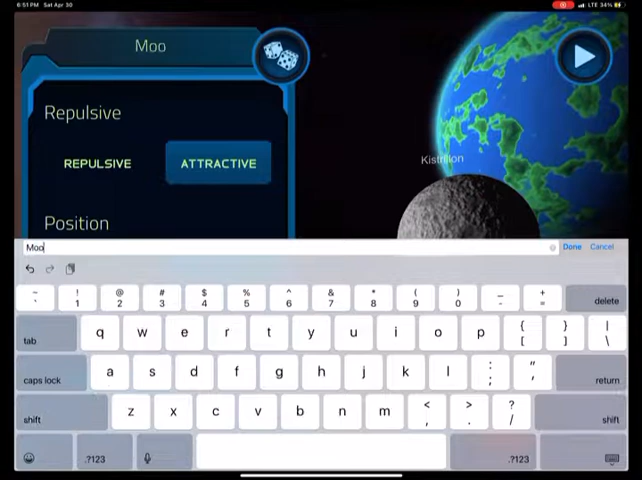 6:51 PM Sat Apr 30
LTE 34%
Moo
Repulsive
REPULSIVE ATTRACTIVE
Kistrillon
Position
Moo Done Cancel
~ ! @ # $ % ^ & * ( ) _ +
` 1 2 3 4 5 6 7 8 9 0 - = delete
tab q w e r t y u i o p { [ } ] | \
caps lock a s d f g h j k l : ; " ' return
shift z x c v b n m < , > . ? / shift
.?123 .?123